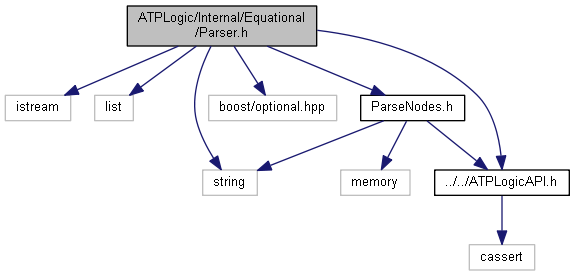 ATPLogic/Internal/Equational
/Parser.h
istream
list
boost/optional.hpp
ParseNodes.h
string
memory
../../ATPLogicAPI.h
cassert